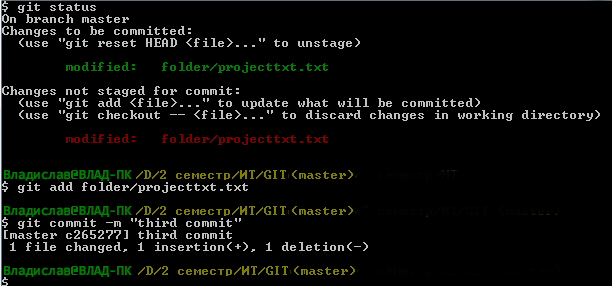 $ git status
On branch master
Changes to be committed:
  (use "git reset HEAD <file>..." to unstage)
        modified:   folder/projecttxt.txt
Changes not staged for commit:
  (use "git add <file>..." to update what will be committed)
  (use "git checkout -- <file>..." to discard changes in working directory)
        modified:   folder/projecttxt.txt
Владислав@ВЛАД-ПК /D/2 семестр/ИТ/GIT (master)
$ git add folder/projecttxt.txt
Владислав@ВЛАД-ПК /D/2 семестр/ИТ/GIT (master)
$ git commit -m "third commit"
[master c265277] third commit
 1 file changed, 1 insertion(+), 1 deletion(-)
Владислав@ВЛАД-ПК /D/2 семестр/ИТ/GIT (master)
$